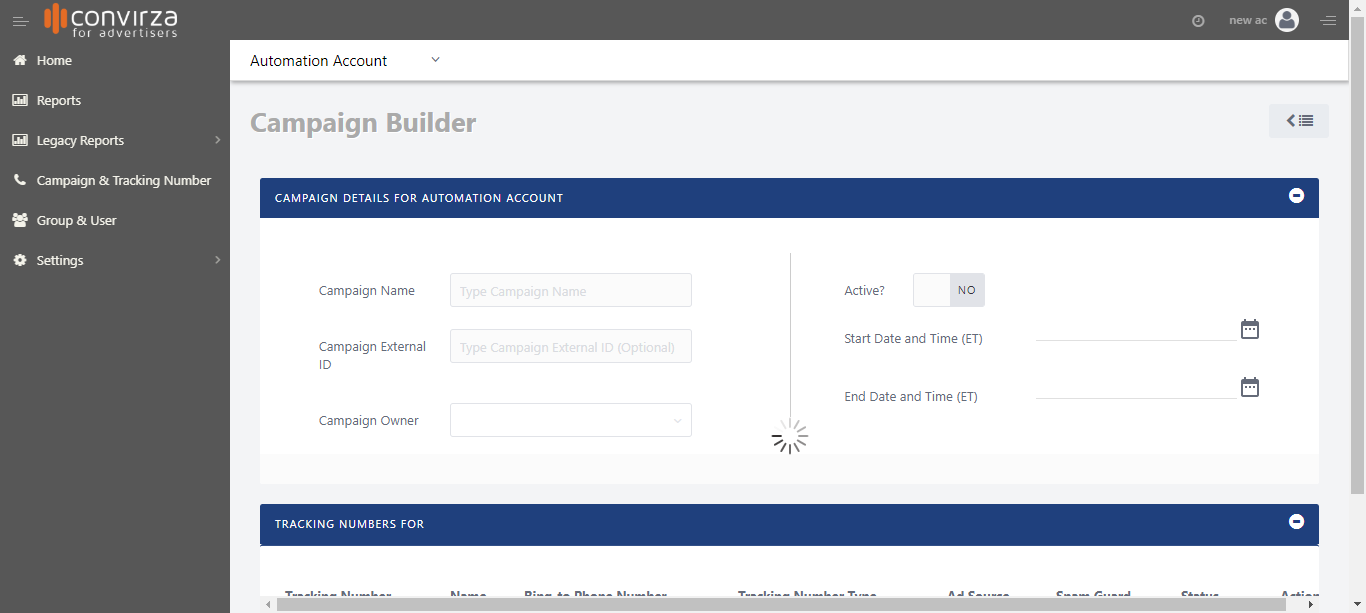 convirza
for advertisers
new ac
Home
Reports
Legacy Reports
Campaign & Tracking Number
Group & User
Settings
Automation Account
Campaign Builder
CAMPAIGN DETAILS FOR AUTOMATION ACCOUNT
Campaign Name
Type Campaign Name
Active?
NO
Campaign External
ID
Type Campaign External ID (Optional)
Start Date and Time (ET)
Campaign Owner
End Date and Time (ET)
TRACKING NUMBERS FOR
Tracking Number Name Ring-to Phone Number Tracking Number Type Ad Source Spam Guard Status Action